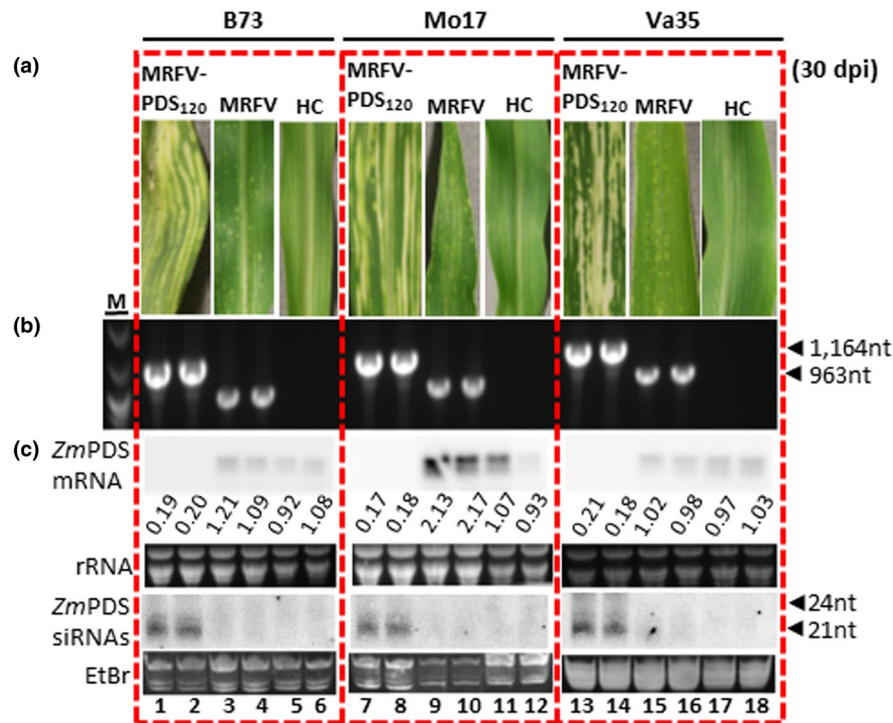 B73 Mo17 Va35
(a) (30 dpi)
MRFV-PDS120 MRFV HC MRFV-PDS120 MRFV HC MRFV-PDS120 MRFV HC
M
(b) 1,164nt
963nt
(c) ZmPDS mRNA
0.19 0.20 1.21 1.09 0.92 1.08 0.17 0.18 2.13 2.17 1.07 0.93 0.21 0.18 1.02 0.98 0.97 1.03
rRNA
ZmPDS siRNAs 24nt
21nt
EtBr
1 2 3 4 5 6 7 8 9 10 11 12 13 14 15 16 17 18